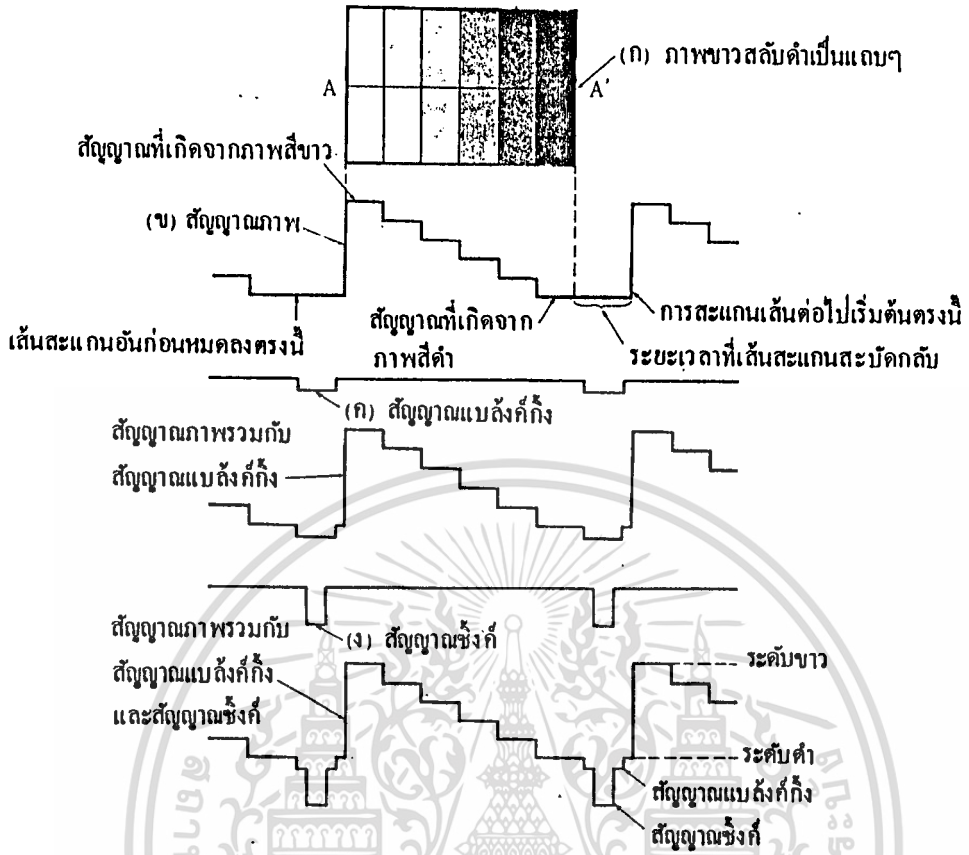 (ก) ภาพขาวสลับดำเป็นแถบๆ
A
A'
สัญญาณที่เกิดจากภาพสีขาว
(ข) สัญญาณภาพ
สัญญาณที่เกิดจาก
ภาพสีดำ
การสะแกนเส้นต่อไปเริ่มต้นตรงนี้
เส้นสะแกนอันก่อนหมดลงตรงนี้
ระยะเวลาที่เส้นสะแกนสะบัดกลับ
(ค) สัญญาณแบล้งค์กิ้ง
สัญญาณภาพรวมกับ
สัญญาณแบล้งค์กิ้ง
(ง) สัญญาณซิ้งค์
สัญญาณภาพรวมกับ
สัญญาณแบล้งค์กิ้ง
และสัญญาณซิ้งค์
ระดับขาว
ระดับดำ
สัญญาณแบล้งค์กิ้ง
สัญญาณซิ้งค์